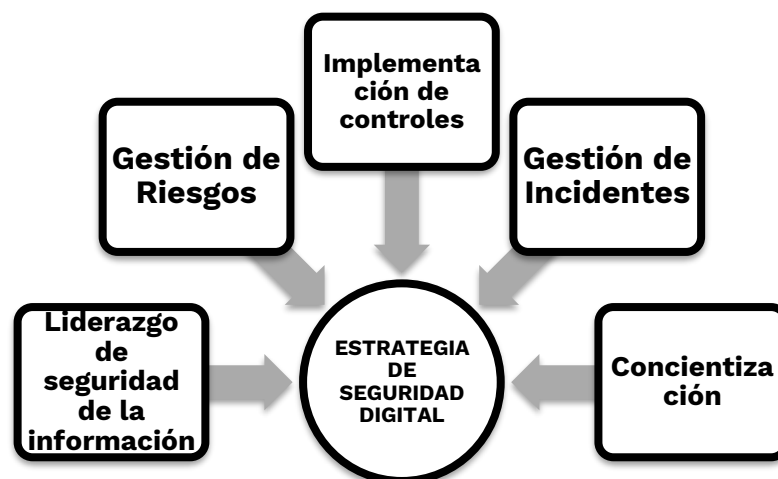 Implementa
ción de
controles
Gestión de
Riesgos
Gestión de
Incidentes
Liderazgo
de
seguridad
de la
información
ESTRATEGIA
DE
SEGURIDAD
DIGITAL
Concientiza
ción